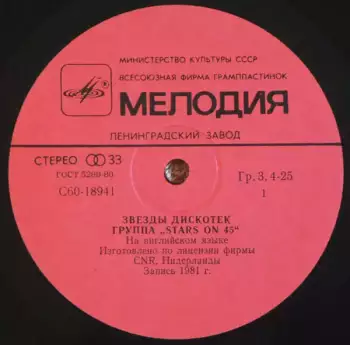 МИНИСТЕРСТВО КУЛЬТУРЫ СССР
ВСЕСОЮЗНАЯ ФИРМА ГРАМПЛАСТИНОК
МЕЛОДИЯ
ЛЕНИНГРАДСКИЙ ЗАВОД
СТЕРЕО 33
ГОСТ 5289-80
С60-18941
Гр. 3, 4-25
1
ЗВЕЗДЫ ДИСКОТЕК
ГРУППА „STARS ON 45“
На английском языке
Изготовлено по лицензии фирмы
CNR, Нидерланды
Запись 1981 г.